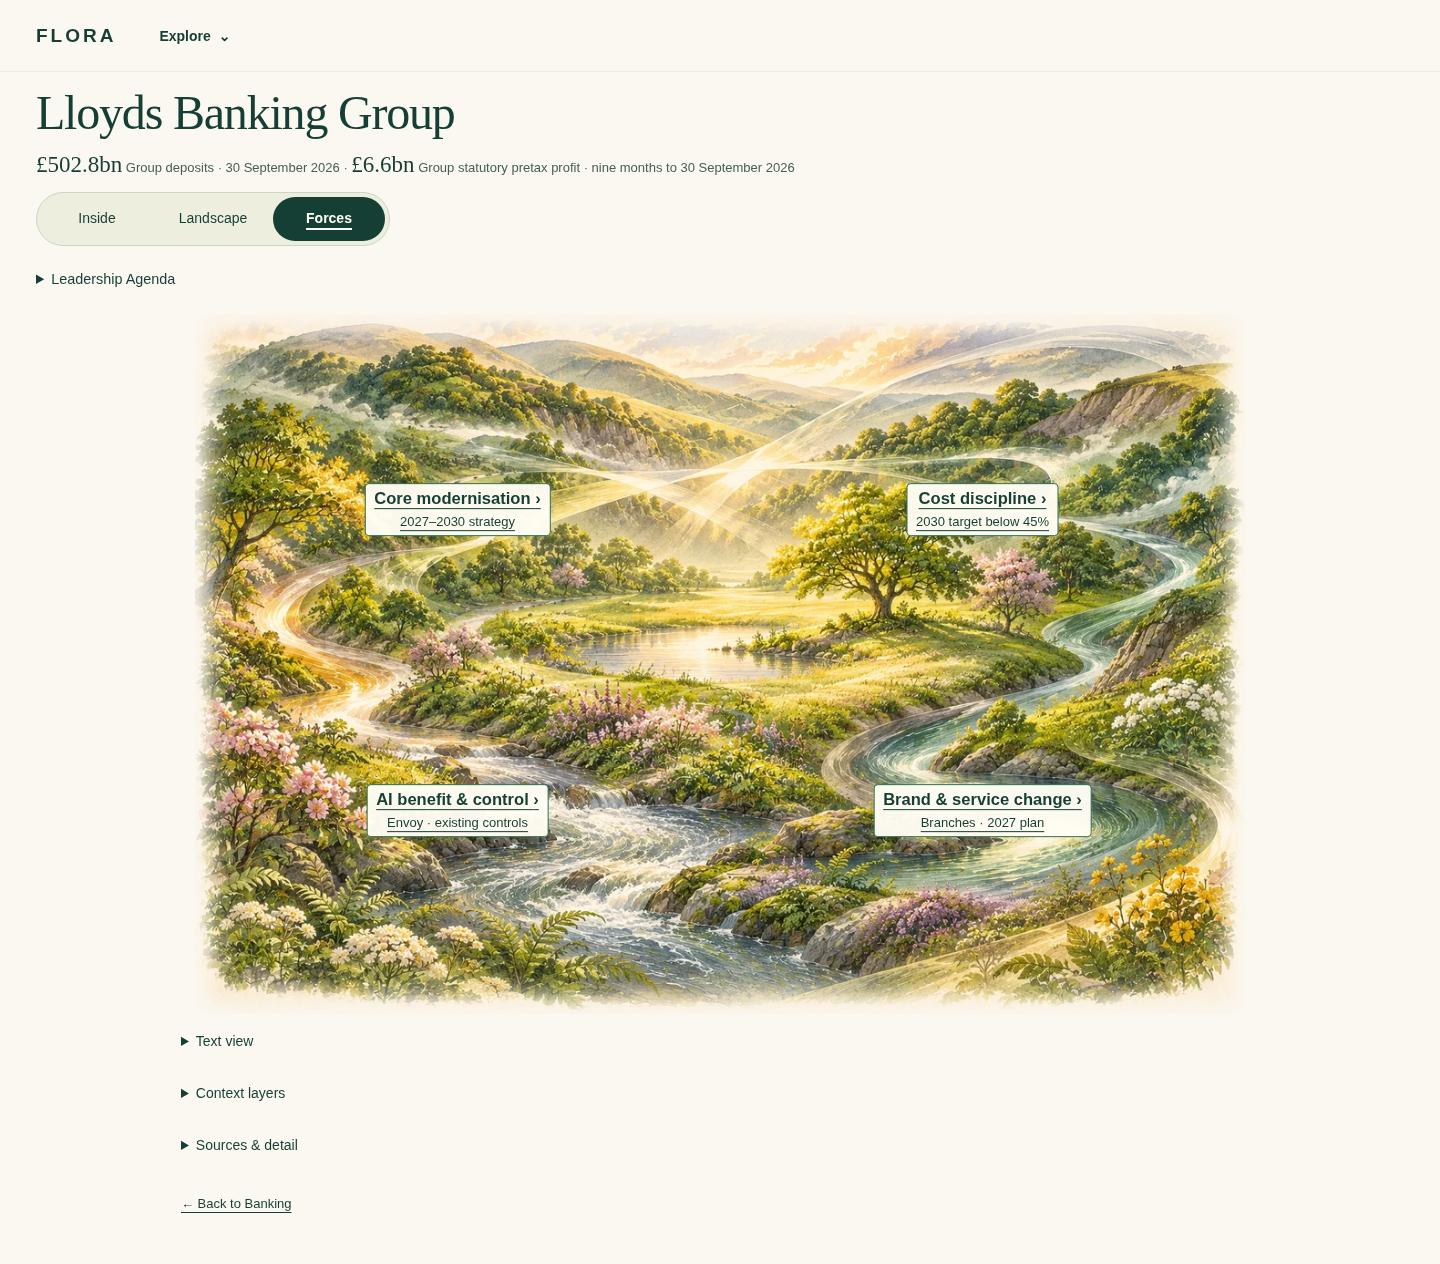 FLORA Explore ⌄
Lloyds Banking Group
£502.8bn Group deposits · 30 September 2026 · £6.6bn Group statutory pretax profit · nine months to 30 September 2026
Inside Landscape Forces
▶ Leadership Agenda
Core modernisation ›
2027–2030 strategy
Cost discipline ›
2030 target below 45%
AI benefit & control ›
Envoy · existing controls
Brand & service change ›
Branches · 2027 plan
▶ Text view
▶ Context layers
▶ Sources & detail
← Back to Banking